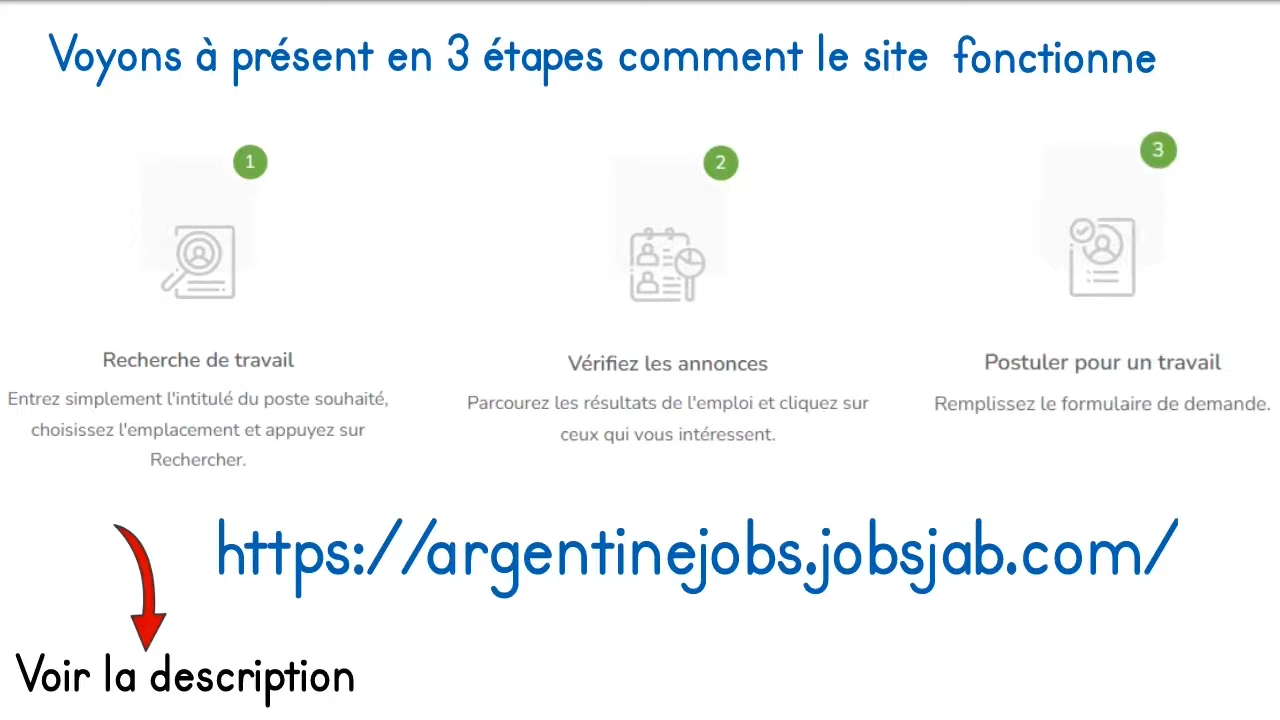 Voyons à présent en 3 étapes comment le site fonctionne
1
2
3
Recherche de travail
Entrez simplement l'intitulé du poste souhaité,
choisissez l'emplacement et appuyez sur
Rechercher.
Vérifiez les annonces
Parcourez les résultats de l'emploi et cliquez sur
ceux qui vous intéressent.
Postuler pour un travail
Remplissez le formulaire de demande.
https://argentinejobs.jobsjab.com/
Voir la description